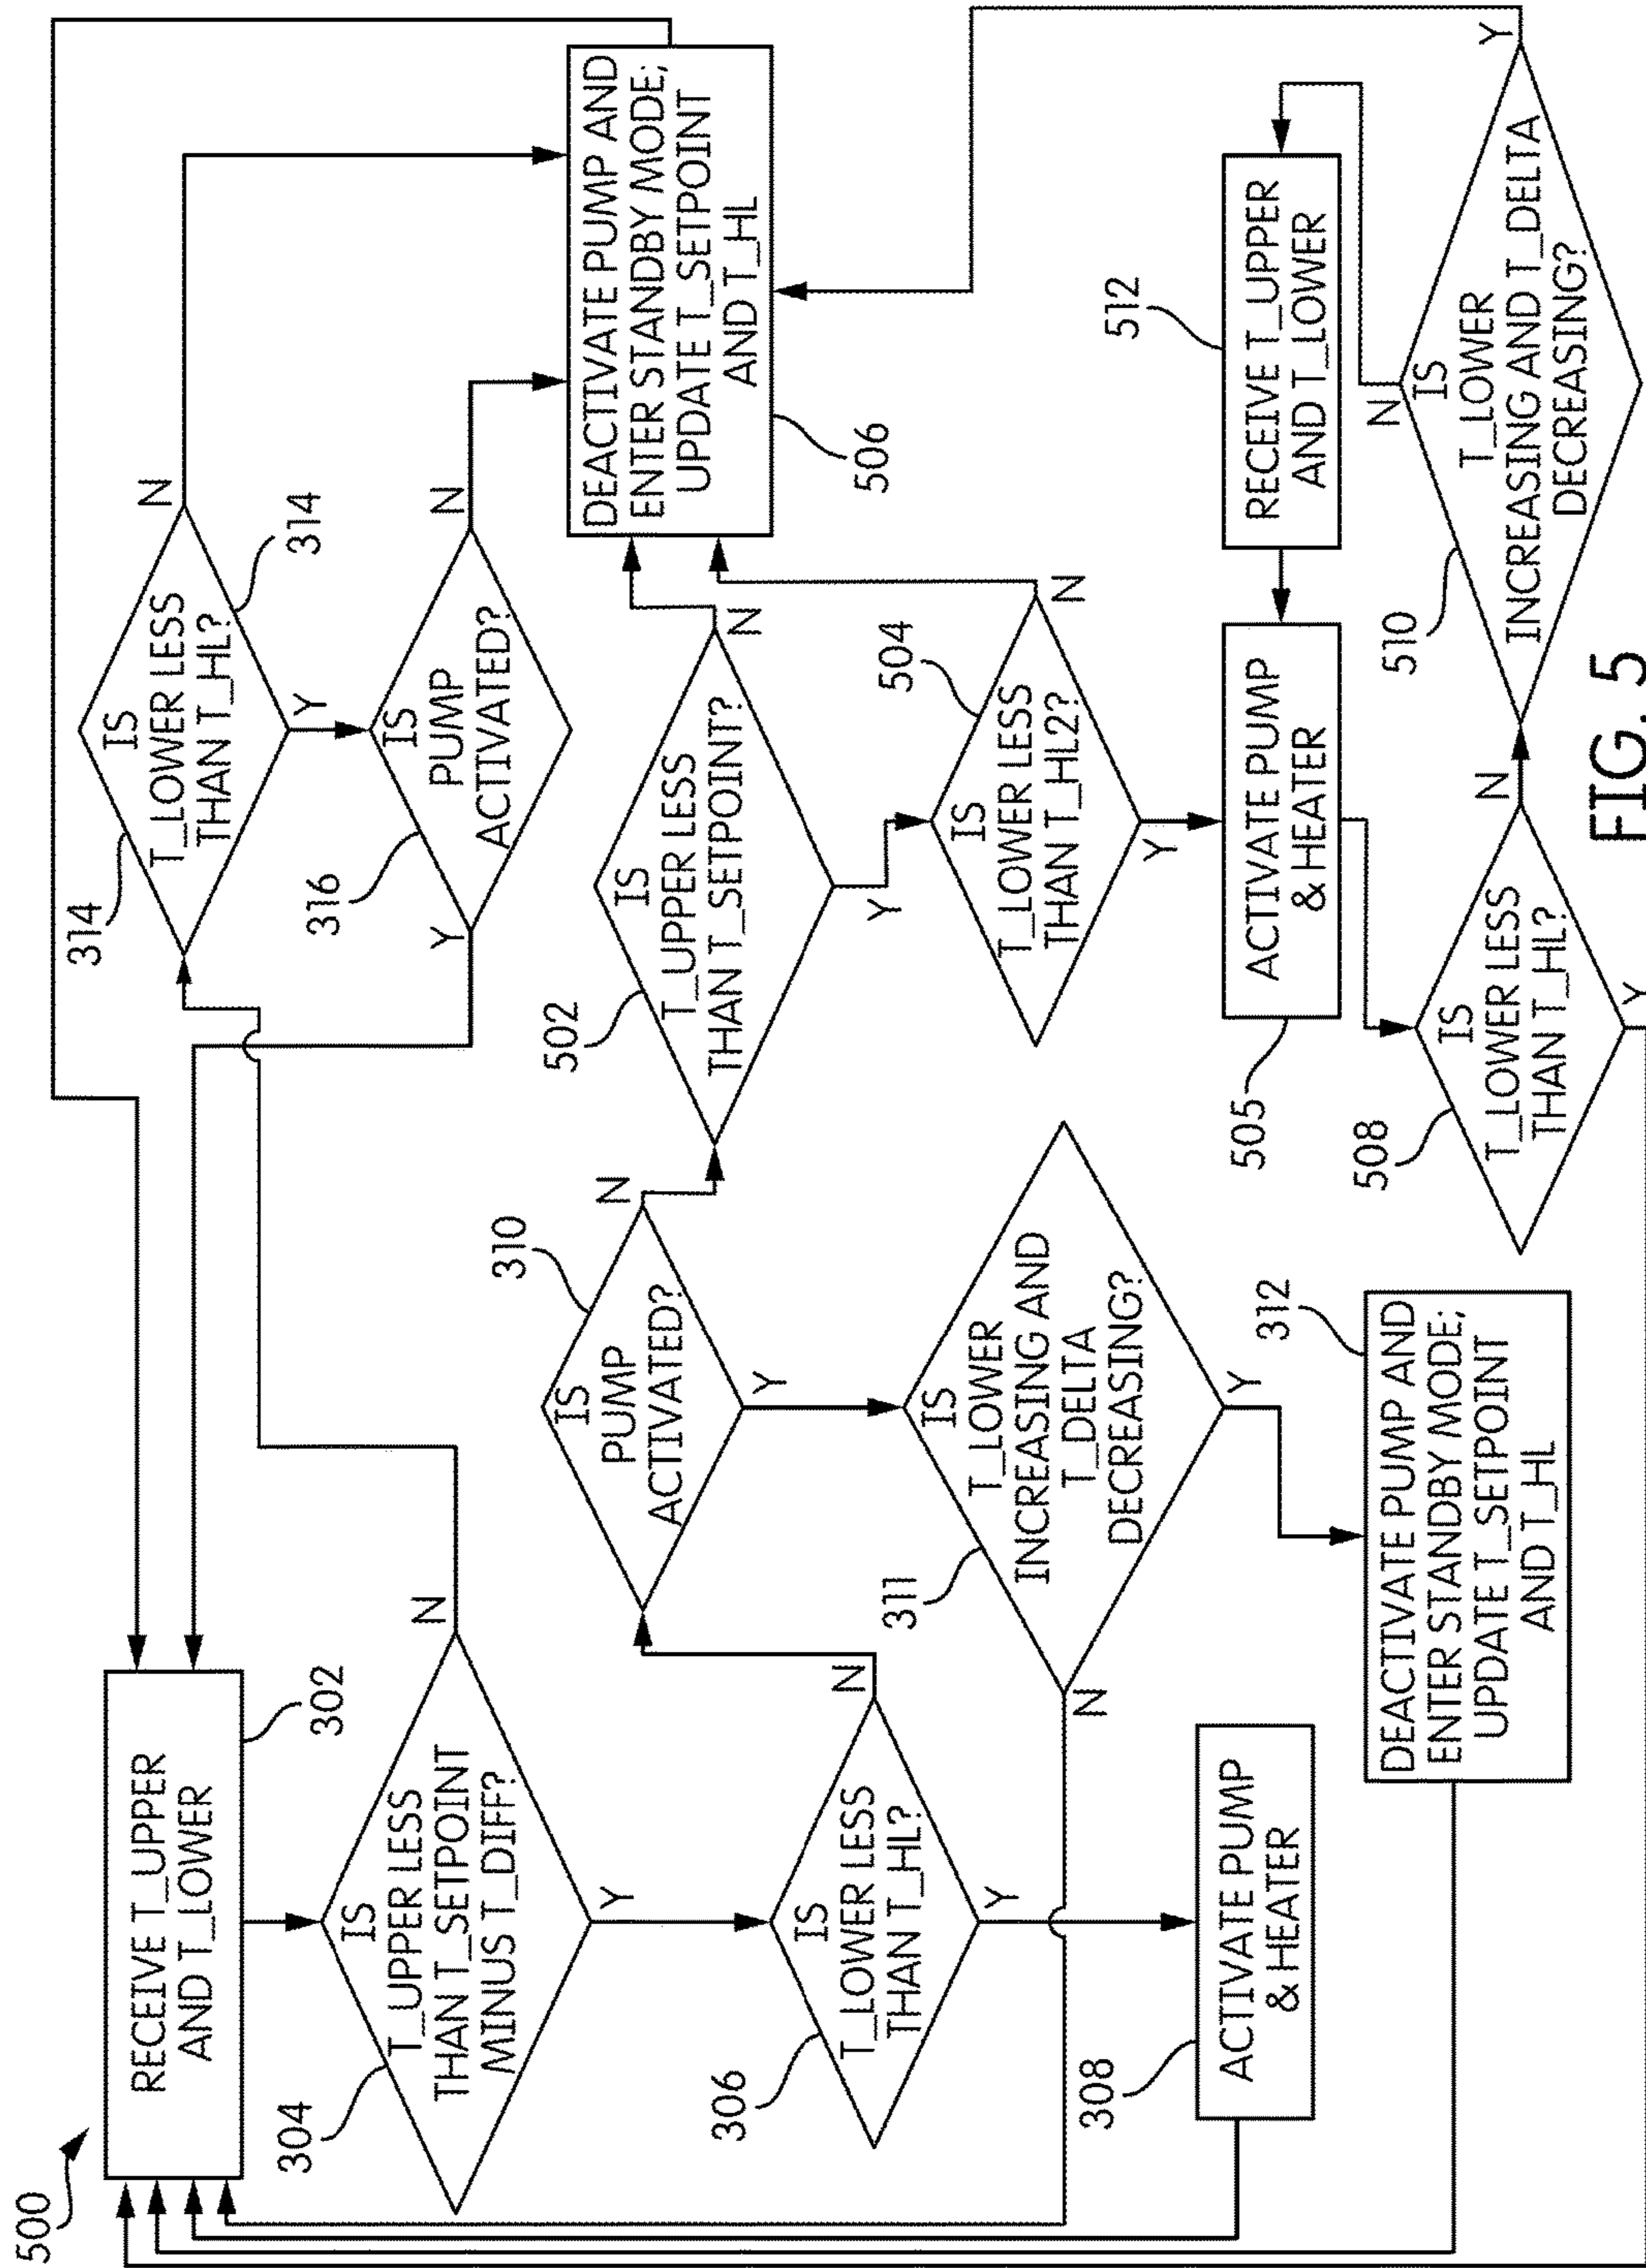 500
RECEIVE T_UPPER
AND T_LOWER
302
304
IS
T_UPPER LESS
THAN T_SETPOINT
MINUS T_DIFF?
N
Y
306
IS
T_LOWER LESS
THAN T_HL?
N
Y
308
ACTIVATE PUMP
& HEATER
310
IS
PUMP
ACTIVATED?
N
Y
311
IS
T_LOWER
INCREASING AND
T_DELTA
DECREASING?
N
Y
312
DEACTIVATE PUMP AND
ENTER STANDBY MODE;
UPDATE T_SETPOINT
AND T_HL
314
IS
T_LOWER LESS
THAN T_HL?
314
N
Y
316
IS
PUMP
ACTIVATED?
N
Y
502
IS
T_UPPER LESS
THAN T_SETPOINT?
N
Y
504
IS
T_LOWER LESS
THAN T_HL2?
N
Y
505
ACTIVATE PUMP
& HEATER
DEACTIVATE PUMP AND
ENTER STANDBY MODE;
UPDATE T_SETPOINT
AND T_HL
506
508
IS
T_LOWER LESS
THAN T_HL?
N
Y
510
IS
T_LOWER
INCREASING AND T_DELTA
DECREASING?
N
Y
512
RECEIVE T_UPPER
AND T_LOWER
FIG. 5